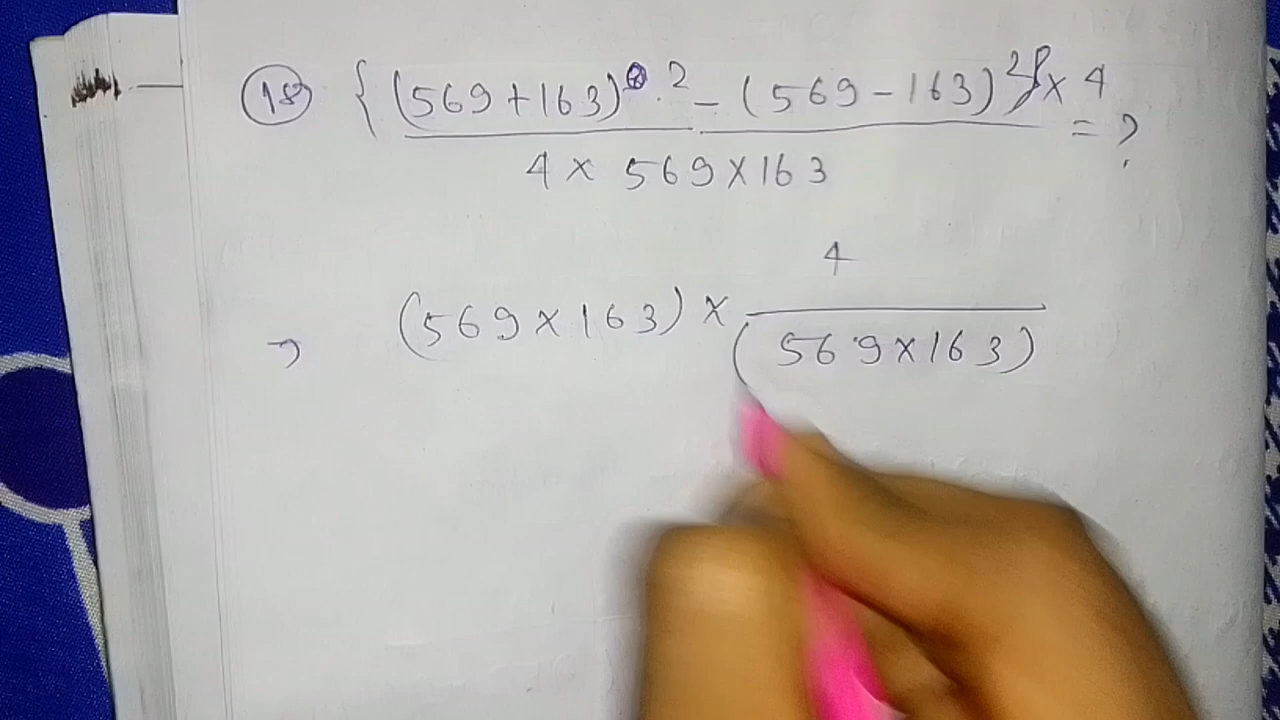 18 { (569+163)². - (569-163)² } × 4
= ?
4 × 569 × 163
4
→ (569 × 163) ×
(569 × 163)